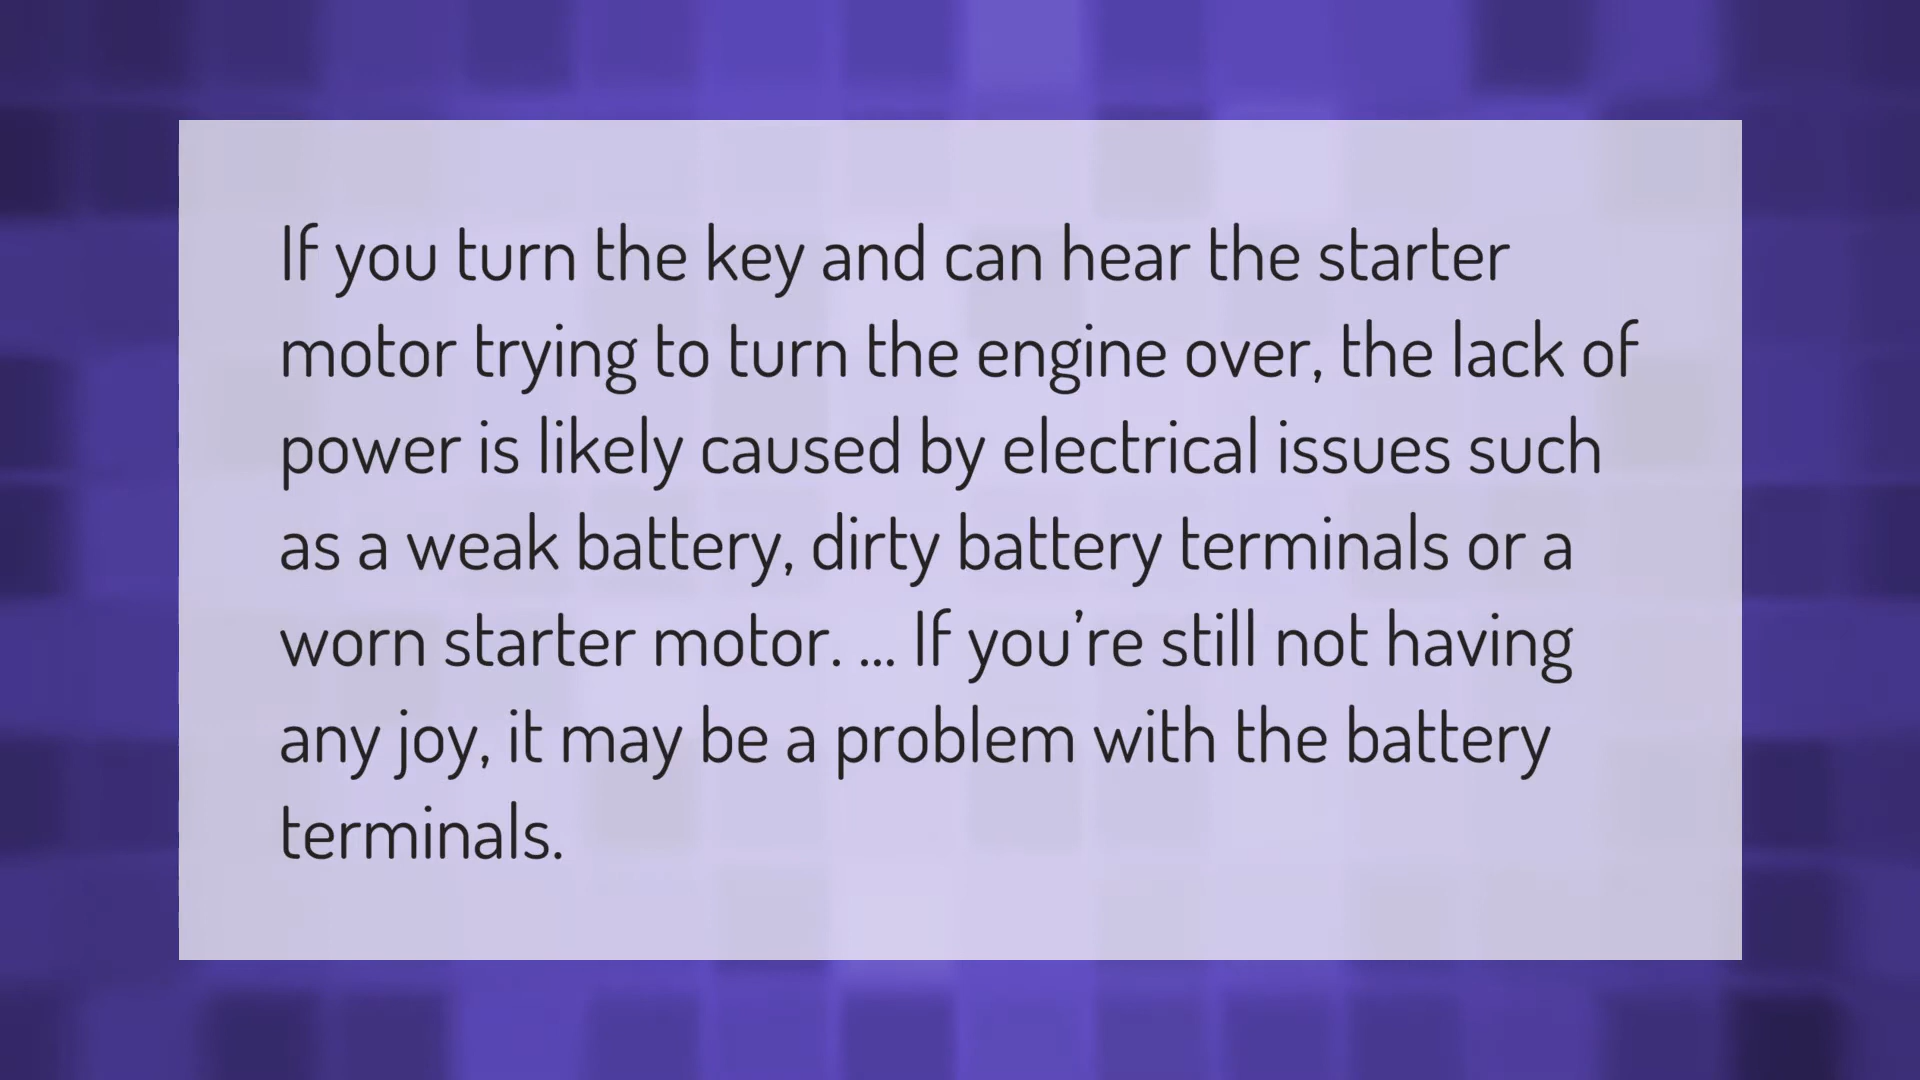 If you turn the key and can hear the starter
motor trying to turn the engine over, the lack of
power is likely caused by electrical issues such
as a weak battery, dirty battery terminals or a
worn starter motor. ... If you’re still not having
any joy, it may be a problem with the battery
terminals.